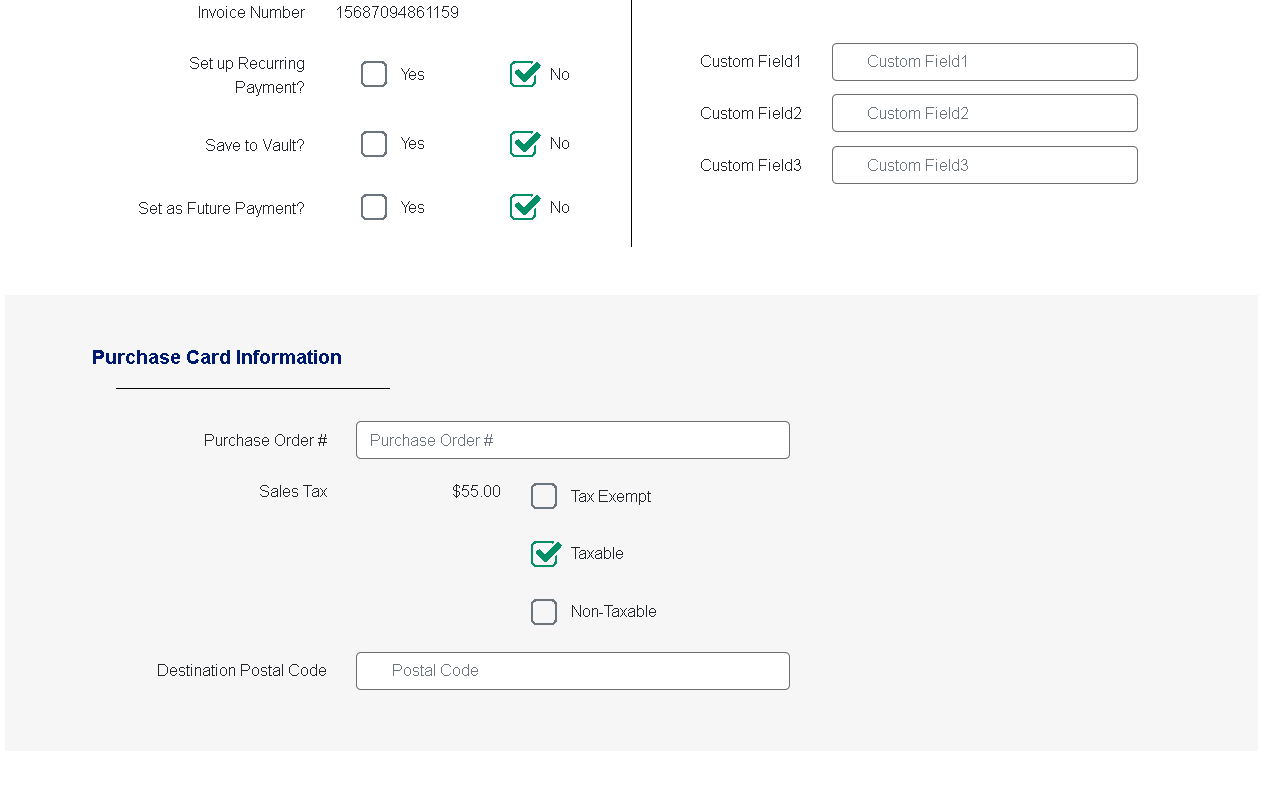 Invoice Number 15687094861159
Set up Recurring
Payment?
Yes No
Save to Vault? Yes No
Set as Future Payment? Yes No
Custom Field1 Custom Field1
Custom Field2 Custom Field2
Custom Field3 Custom Field3
Purchase Card Information
Purchase Order # Purchase Order #
Sales Tax $55.00 Tax Exempt
Taxable
Non-Taxable
Destination Postal Code Postal Code